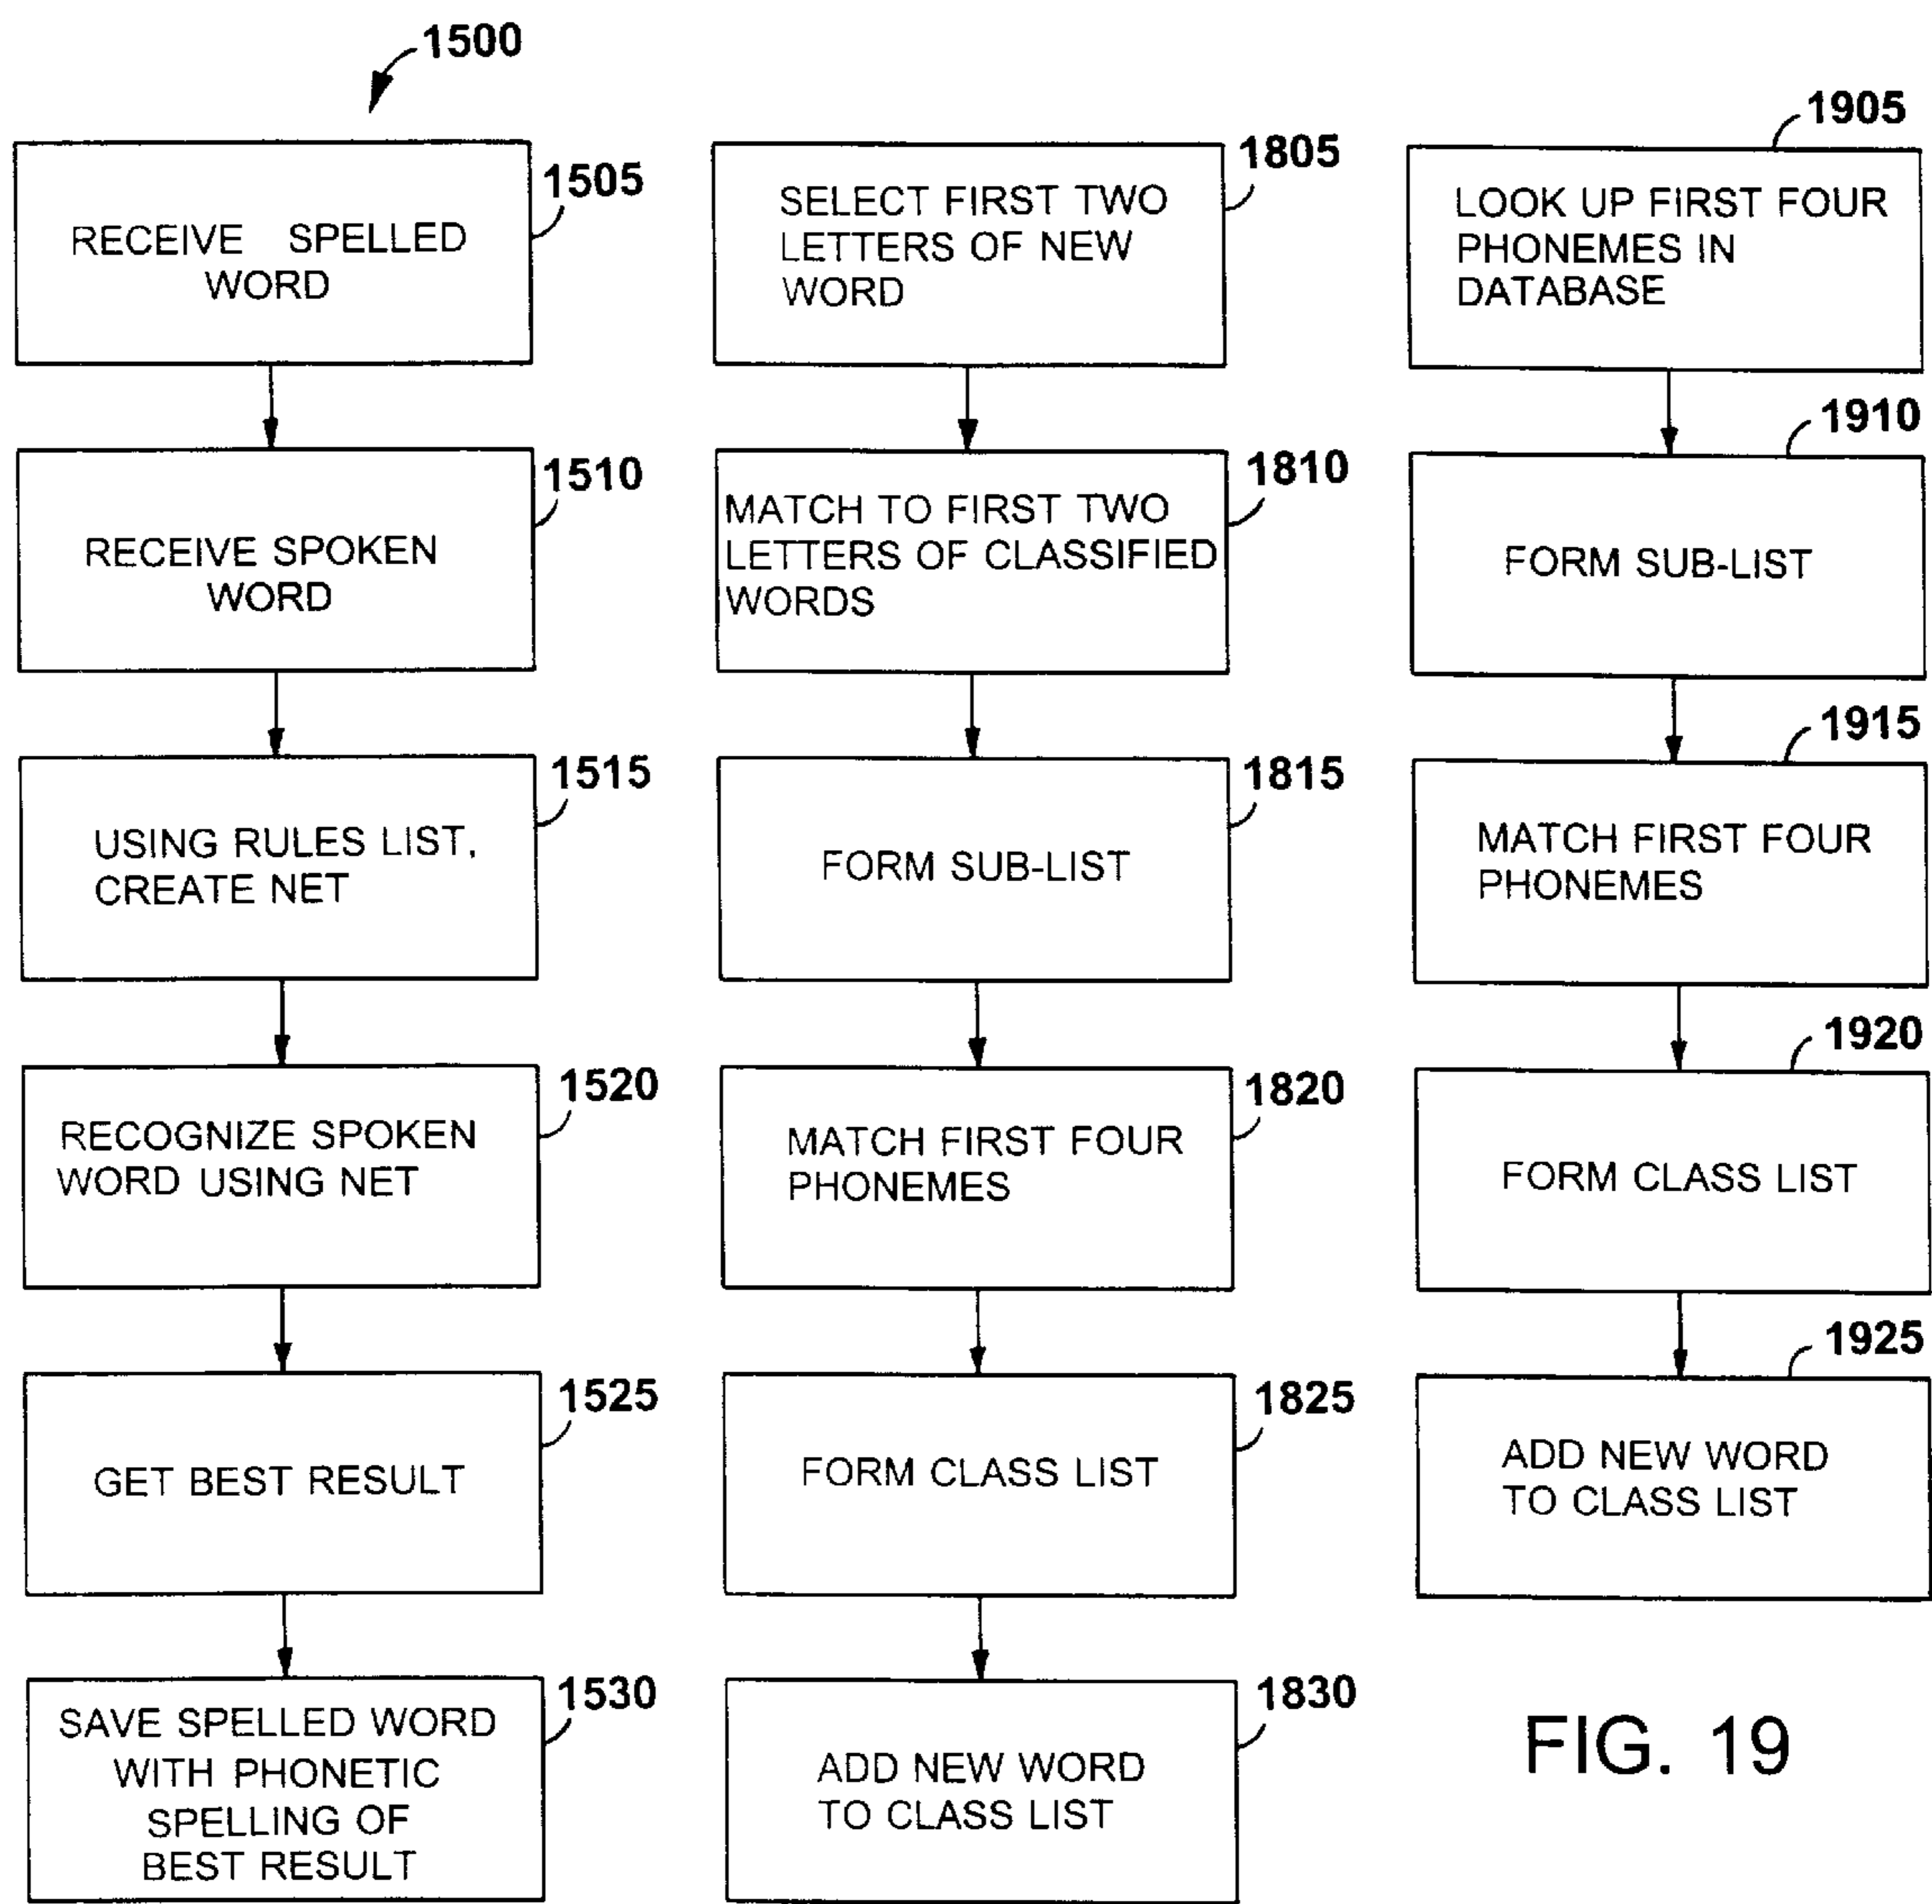 1500
1505
RECEIVE SPELLED
WORD
1510
RECEIVE SPOKEN
WORD
1515
USING RULES LIST,
CREATE NET
1520
RECOGNIZE SPOKEN
WORD USING NET
1525
GET BEST RESULT
1530
SAVE SPELLED WORD
WITH PHONETIC
SPELLING OF
BEST RESULT
1805
SELECT FIRST TWO
LETTERS OF NEW
WORD
1810
MATCH TO FIRST TWO
LETTERS OF CLASSIFIED
WORDS
1815
FORM SUB-LIST
1820
MATCH FIRST FOUR
PHONEMES
1825
FORM CLASS LIST
1830
ADD NEW WORD
TO CLASS LIST
1905
LOOK UP FIRST FOUR
PHONEMES IN
DATABASE
1910
FORM SUB-LIST
1915
MATCH FIRST FOUR
PHONEMES
1920
FORM CLASS LIST
1925
ADD NEW WORD
TO CLASS LIST
FIG. 19